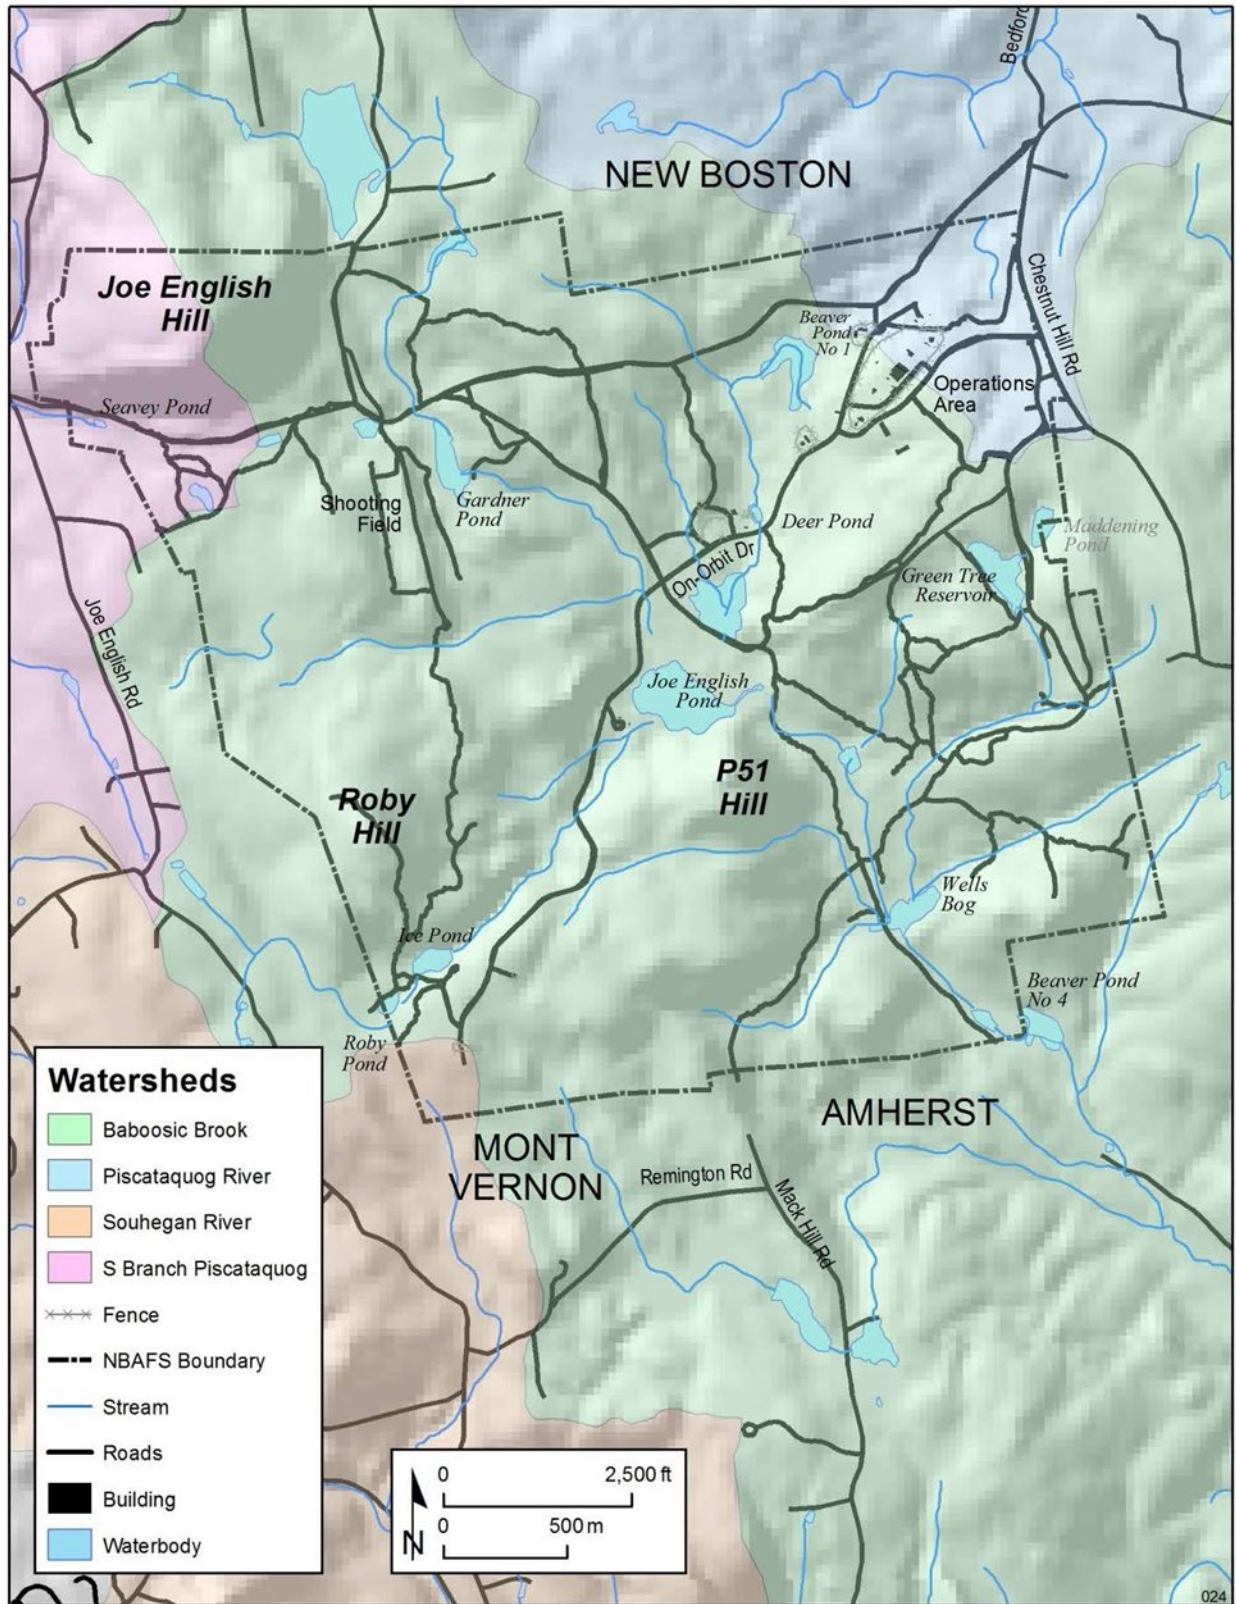 Bedford
NEW BOSTON
Joe English
Hill
Chestnut Hill Rd
Beaver
Pond
No 1
Operations
Area
Seavey Pond
Shooting
Field
Gardner
Pond
Deer Pond
Maddening
Pond
On-Orbit Dr
Green Tree
Reservoir
Joe English Rd
Joe English
Pond
P51
Hill
Roby
Hill
Wells
Bog
Ice Pond
Beaver Pond
No 4
Roby
Pond
AMHERST
MONT
VERNON
Remington Rd
Mack Hill Rd
Watersheds
Baboosic Brook
Piscataquog River
Souhegan River
S Branch Piscataquog
Fence
NBAFS Boundary
Stream
Roads
Building
Waterbody
0 2,500 ft
0 500 m
N
024